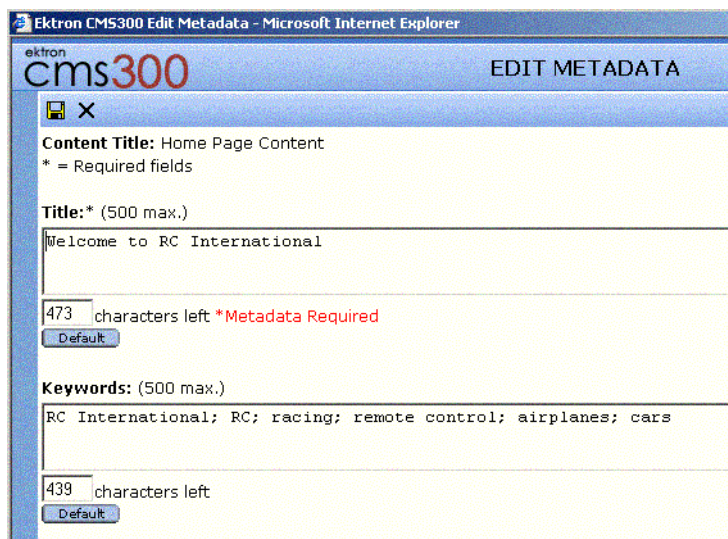 Ektron CMS300 Edit Metadata - Microsoft Internet Explorer
ektron
cms300
EDIT METADATA
Content Title: Home Page Content
* = Required fields
Title:* (500 max.)
Welcome to RC International
473 characters left *Metadata Required
Default
Keywords: (500 max.)
RC International; RC; racing; remote control; airplanes; cars
439 characters left
Default